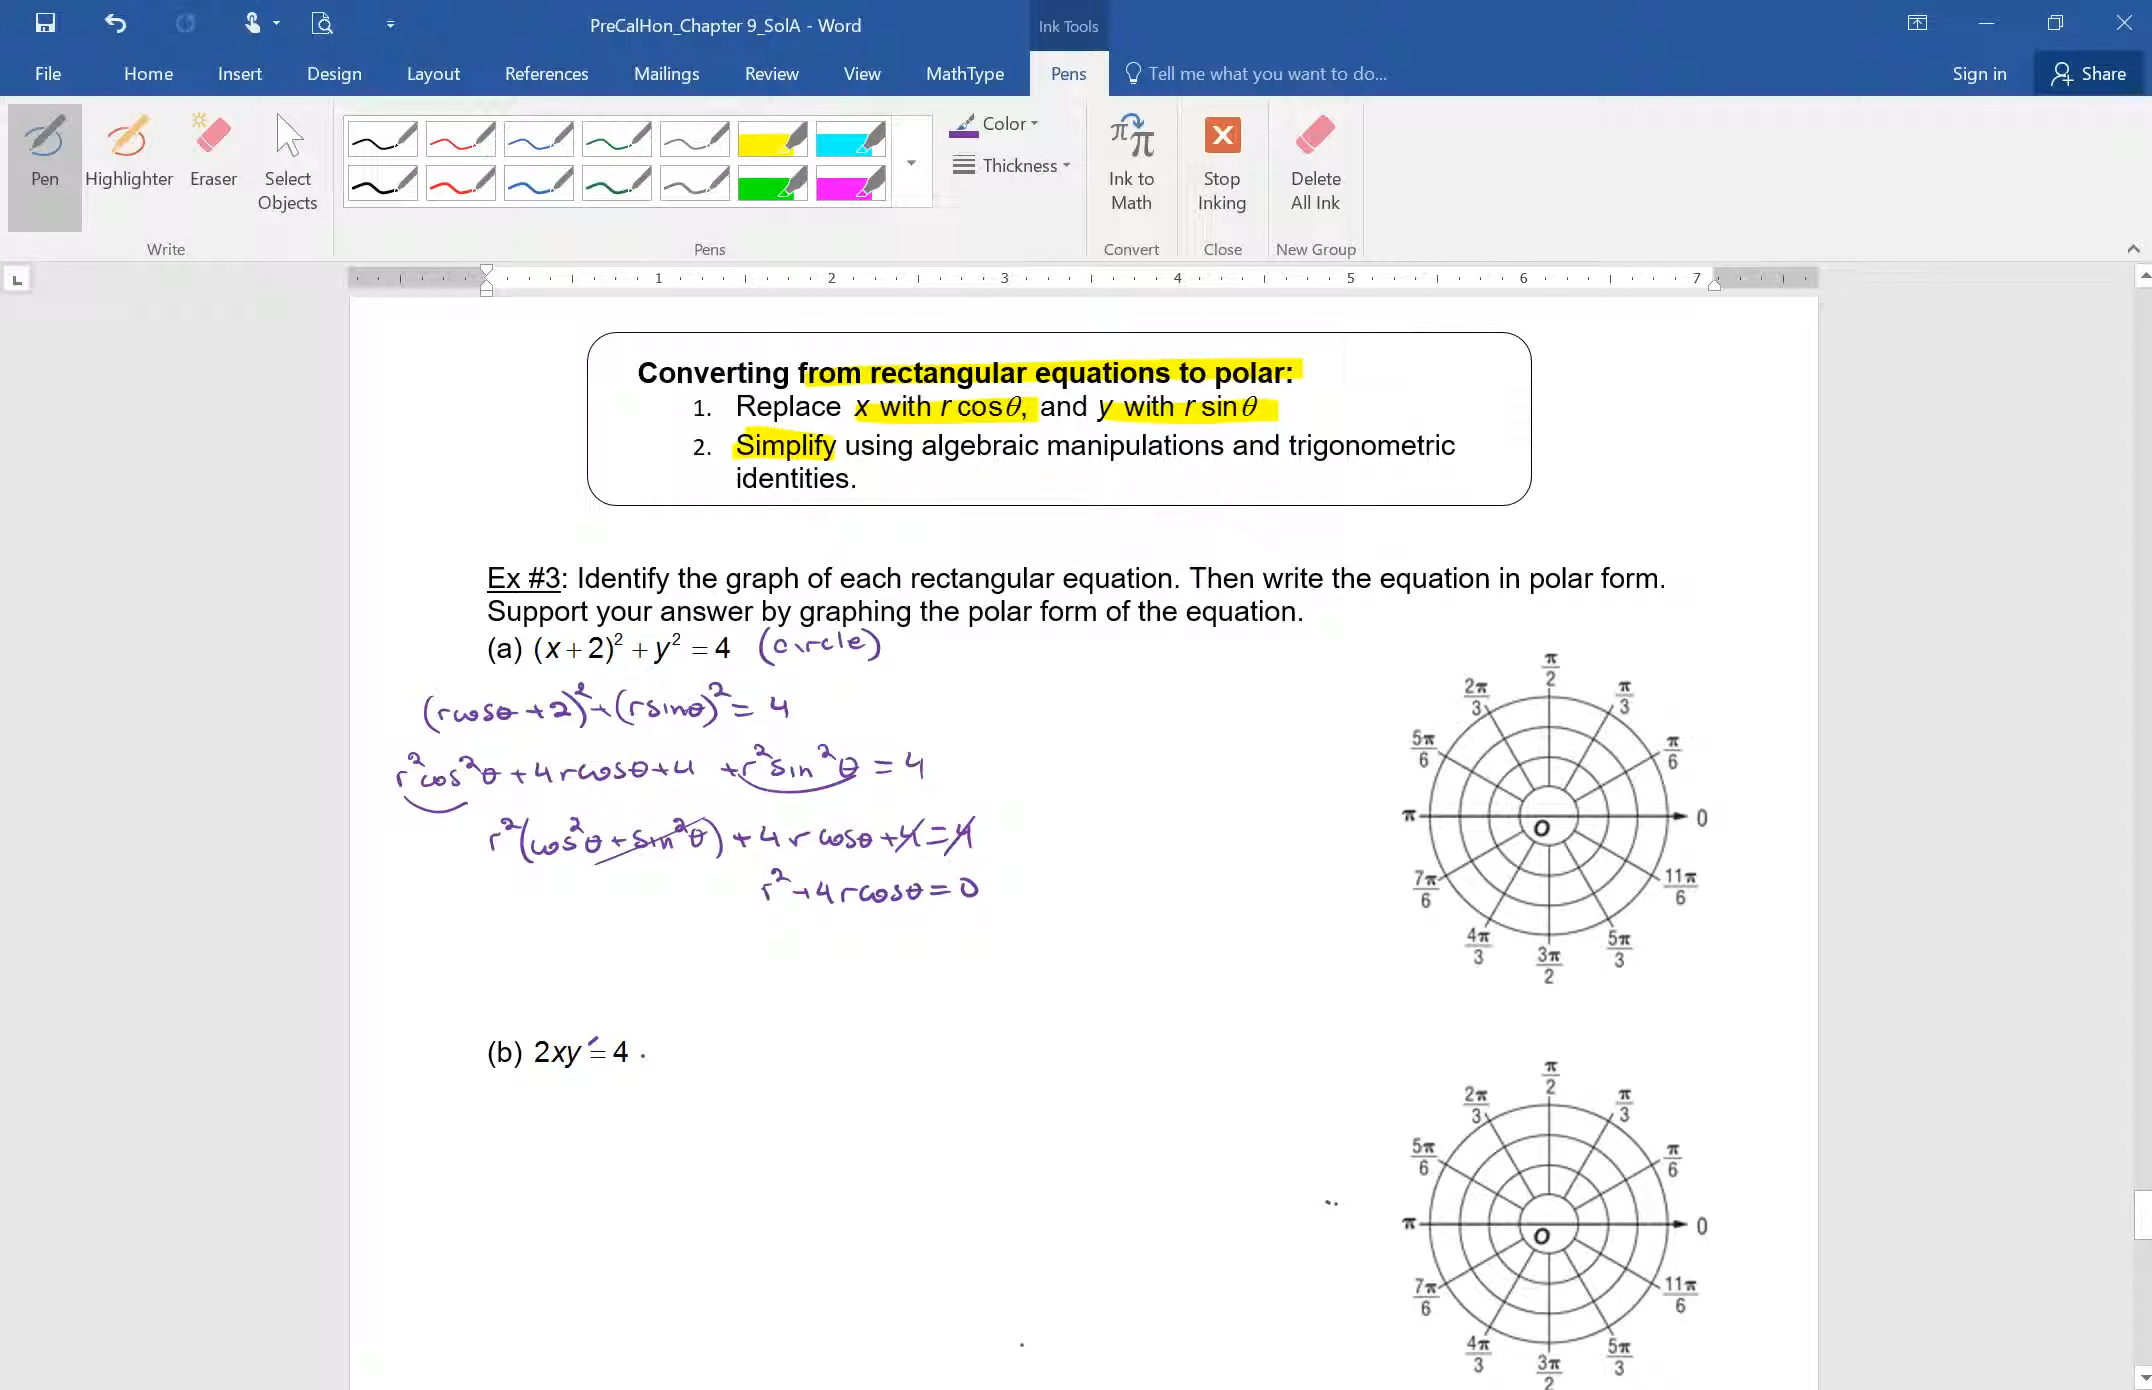 PreCalHon_Chapter 9_SolA - Word
Ink Tools
File Home Insert Design Layout References Mailings Review View MathType Pens Tell me what you want to do... Sign in Share
Pen Highlighter Eraser Select Objects
Color
Thickness
Ink to Math
Stop Inking
Delete All Ink
Write Pens Convert Close New Group
L 1 2 3 4 5 6 7
Converting from rectangular equations to polar:
1. Replace x with r cosθ, and y with r sinθ
2. Simplify using algebraic manipulations and trigonometric
identities.
Ex #3: Identify the graph of each rectangular equation. Then write the equation in polar form.
Support your answer by graphing the polar form of the equation.
(a) (x + 2)² + y² = 4 (circle)
(rcosθ + 2)² + (rsinθ)² = 4
r²cos²θ + 4rcosθ + 4 + r²sin²θ = 4
r²(cos²θ + sin²θ) + 4rcosθ + 4 = 4
r² + 4rcosθ = 0
π/2
2π/3 π/3
5π/6 π/6
π O 0
7π/6 11π/6
4π/3 5π/3
3π/2
(b) 2xy = 4
π/2
2π/3 π/3
5π/6 π/6
π O 0
7π/6 11π/6
4π/3 5π/3
3π/2